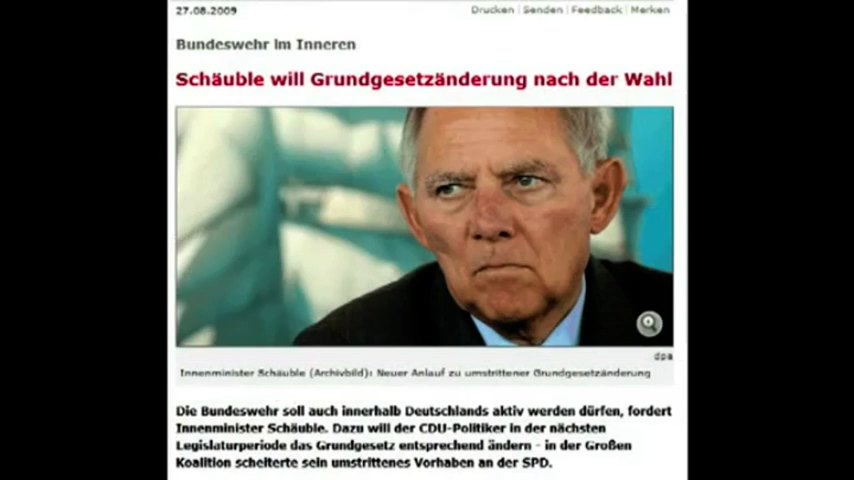 27.08.2009
Drucken | Senden | Feedback | Merken
Bundeswehr im Inneren
Schäuble will Grundgesetzänderung nach der Wahl
dpa
Innenminister Schäuble (Archivbild): Neuer Anlauf zu umstrittener Grundgesetzänderung
Die Bundeswehr soll auch innerhalb Deutschlands aktiv werden dürfen, fordert
Innenminister Schäuble. Dazu will der CDU-Politiker in der nächsten
Legislaturperiode das Grundgesetz entsprechend ändern - in der Großen
Koalition scheiterte sein umstrittenes Vorhaben an der SPD.